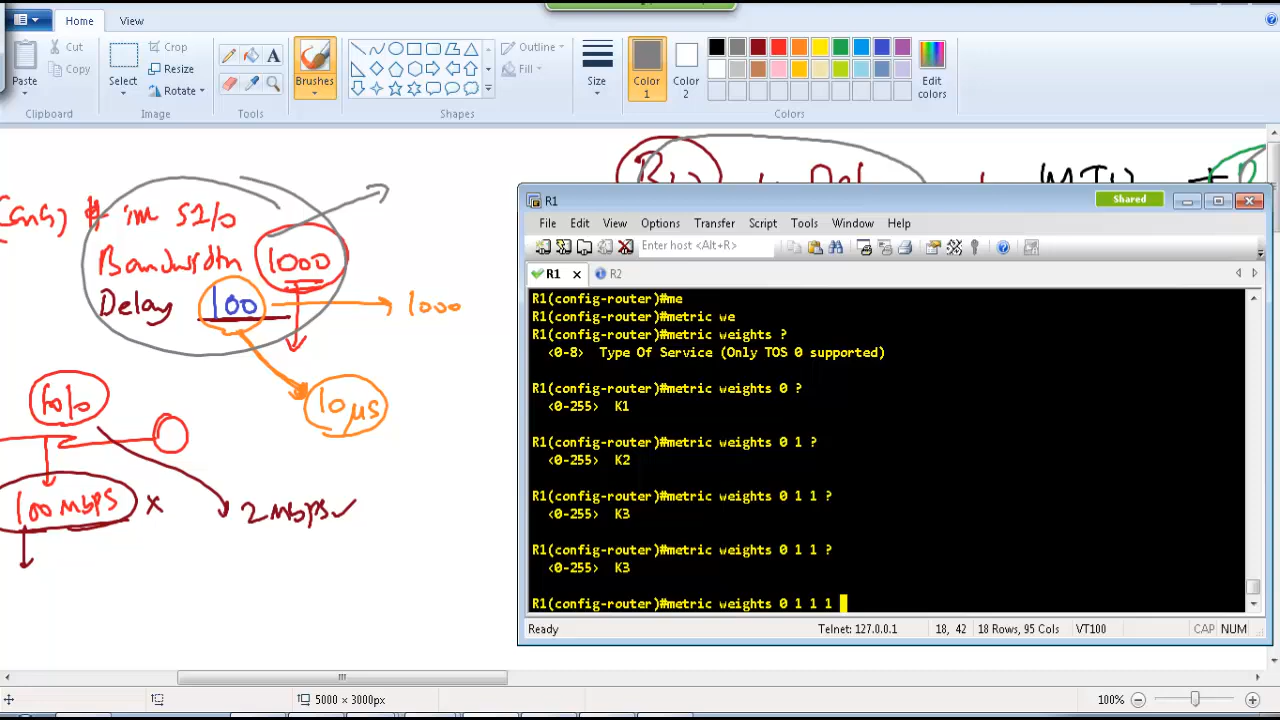 Home
View
Paste
Cut
Copy
Clipboard
Select
Crop
Resize
Rotate
Image
A
Tools
Brushes
Outline
Fill
Shapes
Size
Color
1
Color
2
Edit
colors
Colors
int S1/0
Bandwidth 1000
Delay 100
1000
10 μs
fo/o
100 Mbps x
2 Mbps ✓
+
MTU +
R1
Shared
File Edit View Options Transfer Script Tools Window Help
Enter host <Alt+R>
R1 R2
R1(config-router)#me
R1(config-router)#metric we
R1(config-router)#metric weights ?
<0-8> Type Of Service (Only TOS 0 supported)
R1(config-router)#metric weights 0 ?
<0-255> K1
R1(config-router)#metric weights 0 1 ?
<0-255> K2
R1(config-router)#metric weights 0 1 1 ?
<0-255> K3
R1(config-router)#metric weights 0 1 1 ?
<0-255> K3
R1(config-router)#metric weights 0 1 1 1
Ready
Telnet: 127.0.0.1
18, 42
18 Rows, 95 Cols
VT100
CAP NUM
5000 × 3000px
100%